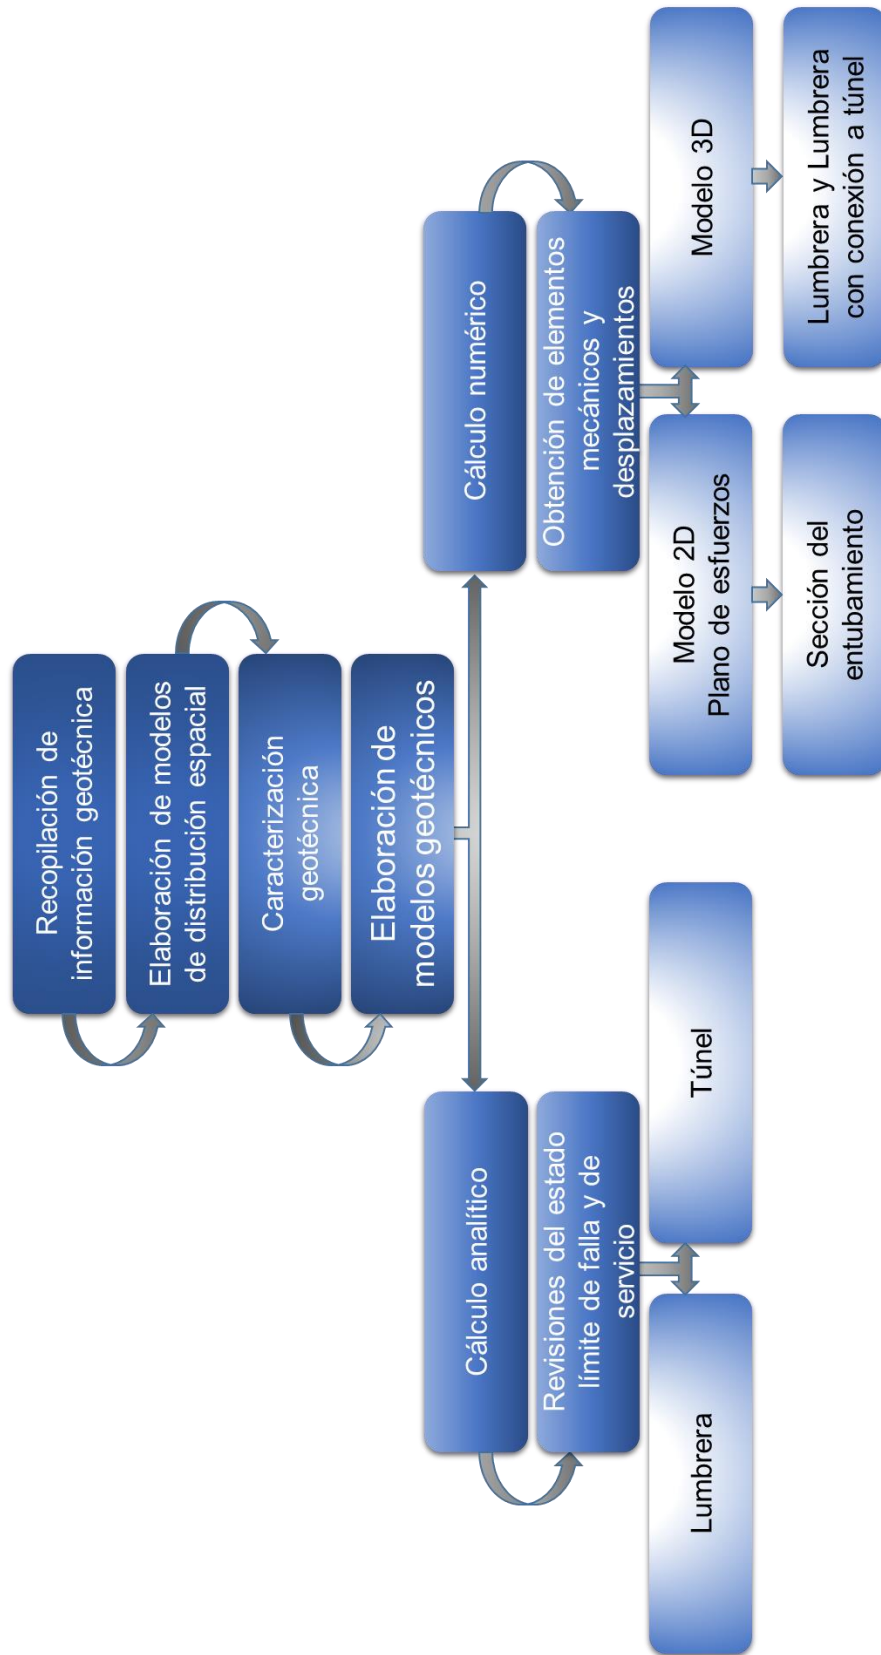 Recopilación de
información geotécnica
Elaboración de modelos
de distribución espacial
Caracterización
geotécnica
Elaboración de
modelos geotécnicos
Cálculo analítico
Revisiones del estado
límite de falla y de
servicio
Lumbrera
Túnel
Cálculo numérico
Obtención de elementos
mecánicos y
desplazamientos
Modelo 2D
Plano de esfuerzos
Sección del
entubamiento
Modelo 3D
Lumbrera y Lumbrera
con conexión a túnel